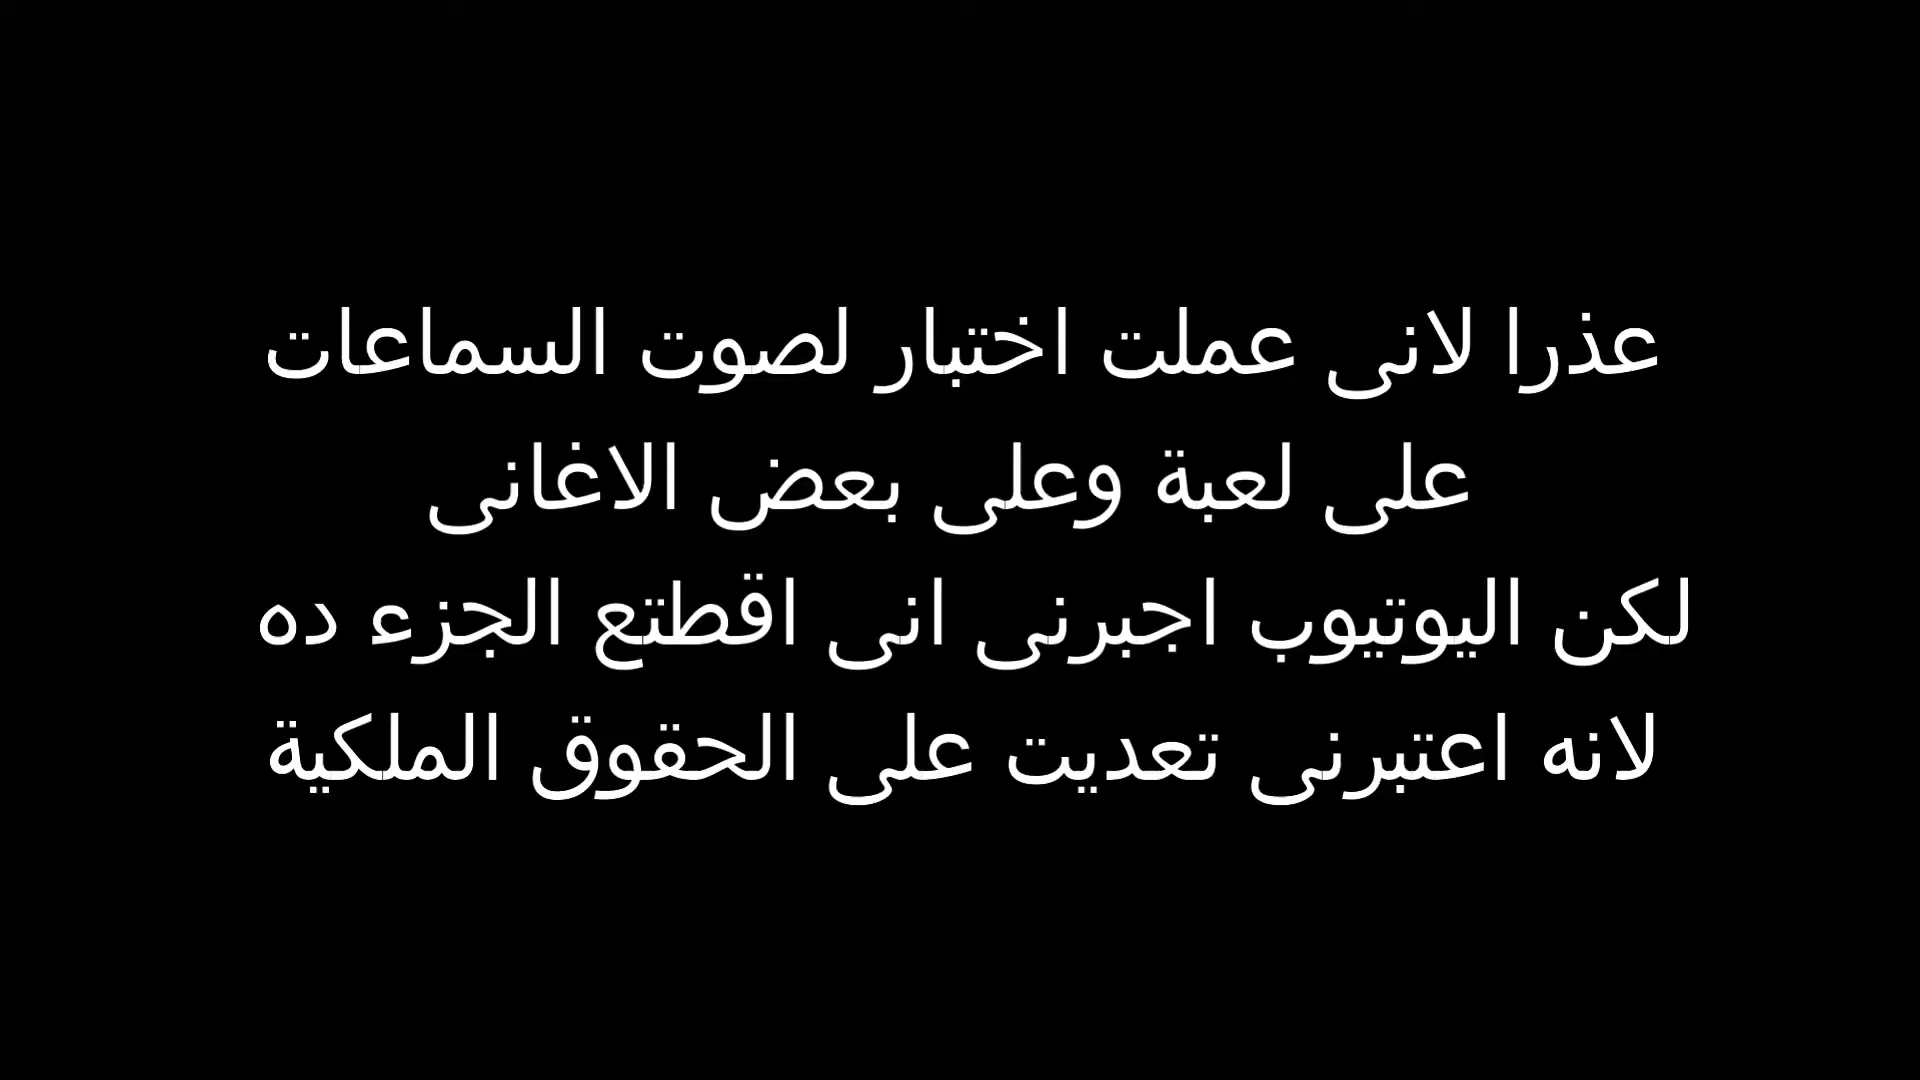 عذرا لانى عملت اختبار لصوت السماعات
على لعبة وعلى بعض الاغانى
لكن اليوتيوب اجبرنى انى اقطتع الجزء ده
لانه اعتبرنى تعديت على الحقوق الملكية